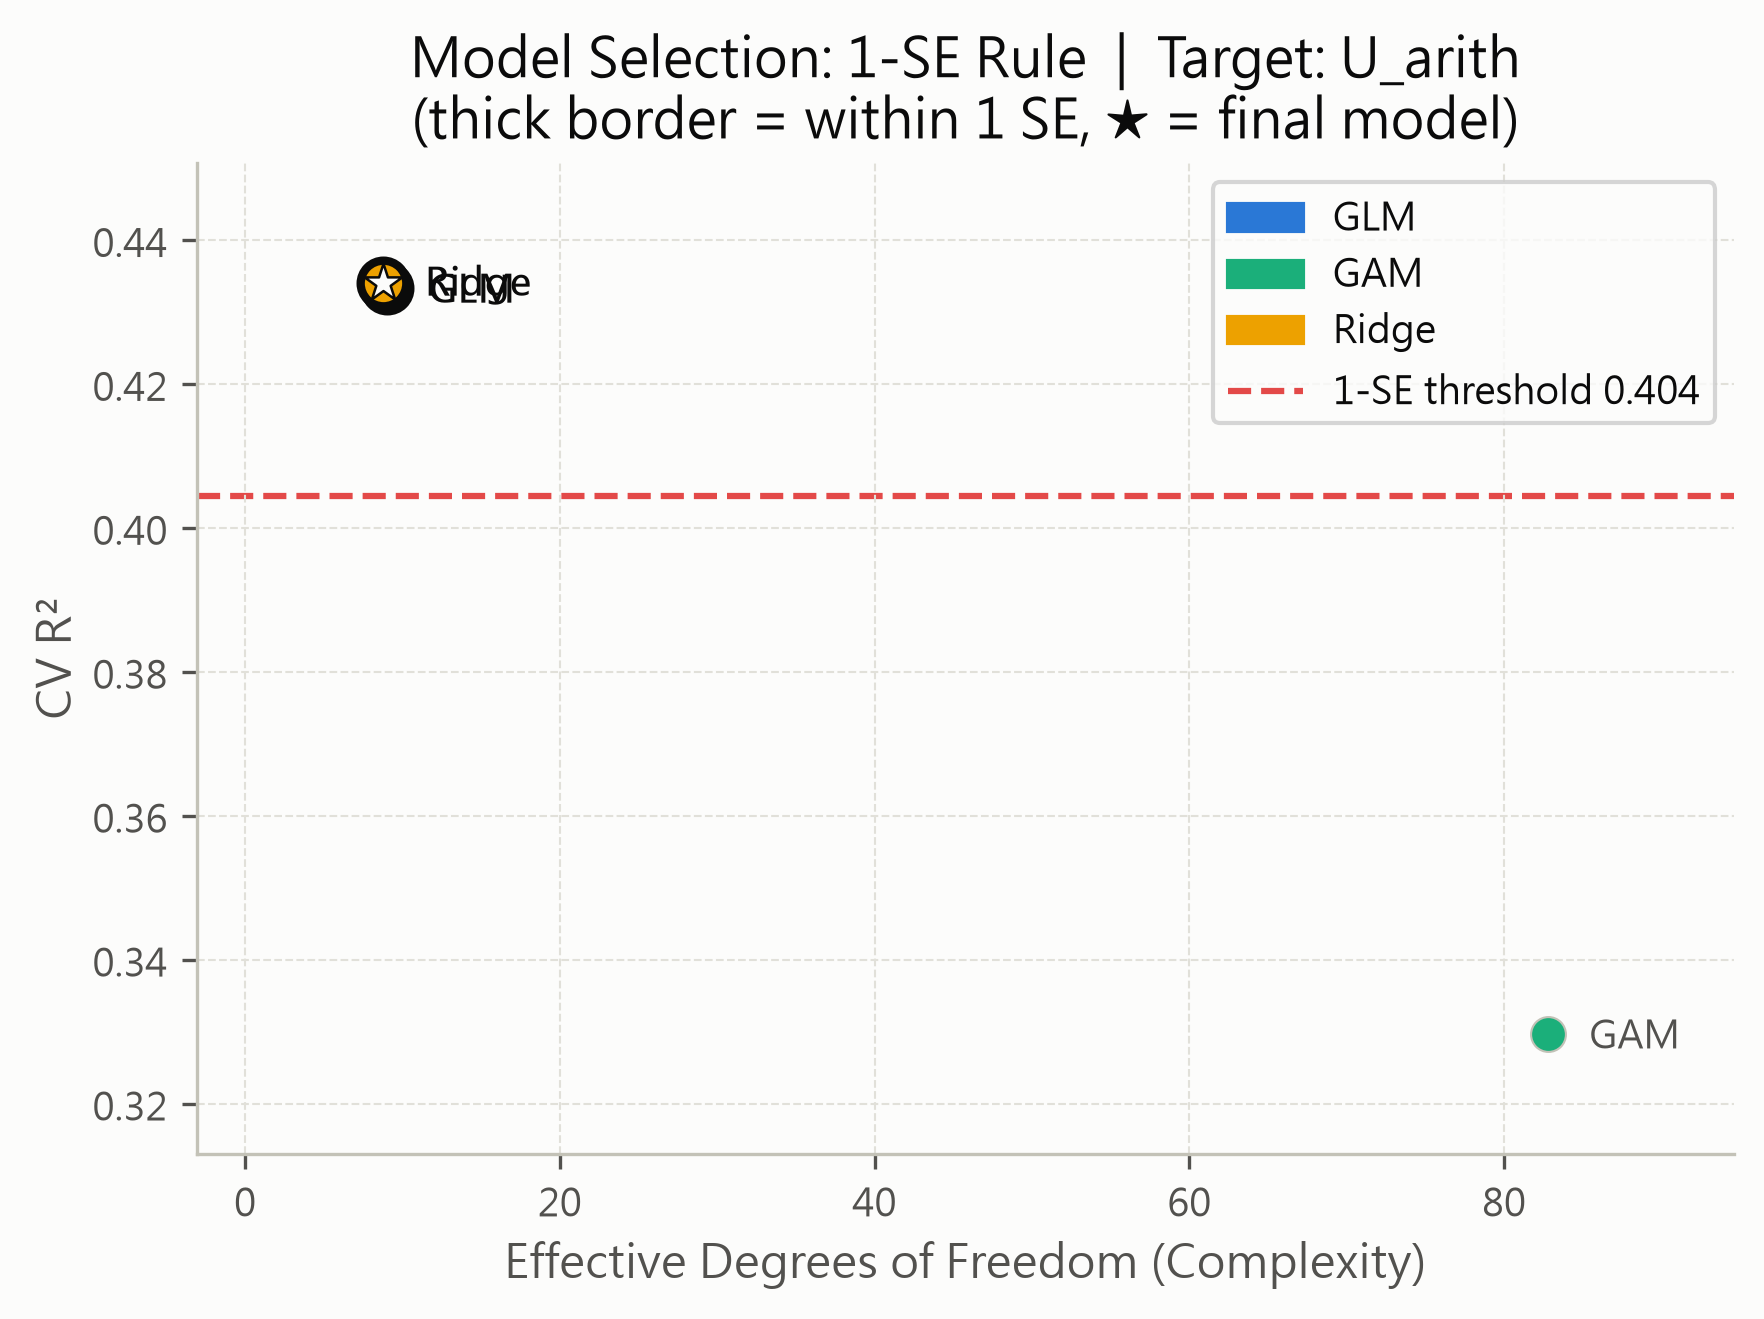 Model Selection: 1-SE Rule | Target: U_arith
(thick border = within 1 SE, ★ = final model)
GLM
GAM
Ridge
1-SE threshold 0.404
Ridge
GLM
GAM
CV R²
0.44
0.42
0.40
0.38
0.36
0.34
0.32
0 20 40 60 80
Effective Degrees of Freedom (Complexity)